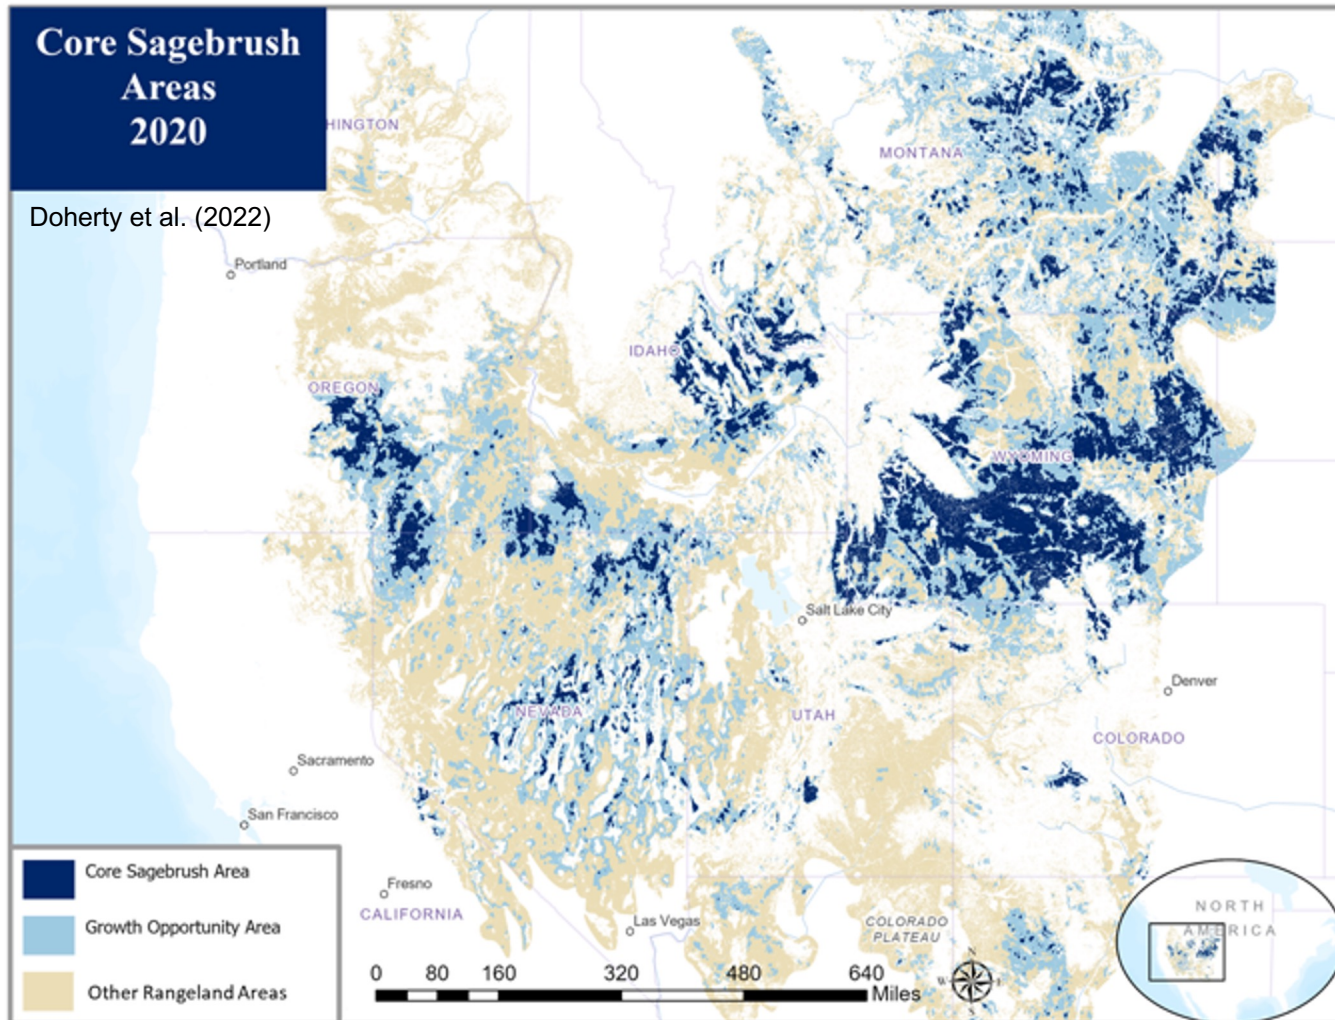 Core Sagebrush
Areas
2020
Doherty et al. (2022)
HINGTON
MONTANA
Portland
IDAHO
OREGON
WYOMING
Salt Lake City
Denver
NEVADA
UTAH
COLORADO
Sacramento
San Francisco
Fresno
CALIFORNIA
Las Vegas
COLORADO
PLATEAU
Core Sagebrush Area
Growth Opportunity Area
Other Rangeland Areas
0 80 160 320 480 640
Miles
N
W E
S
NORTH
AMERICA